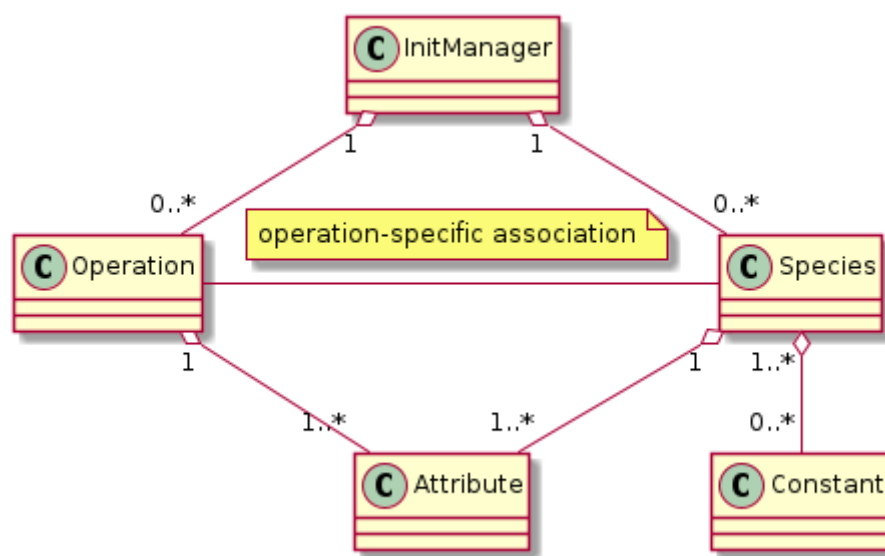 C InitManager
1
1
0..*
0..*
operation-specific association
C Operation
C Species
1
1
1..*
1..*
1..*
0..*
C Attribute
C Constant